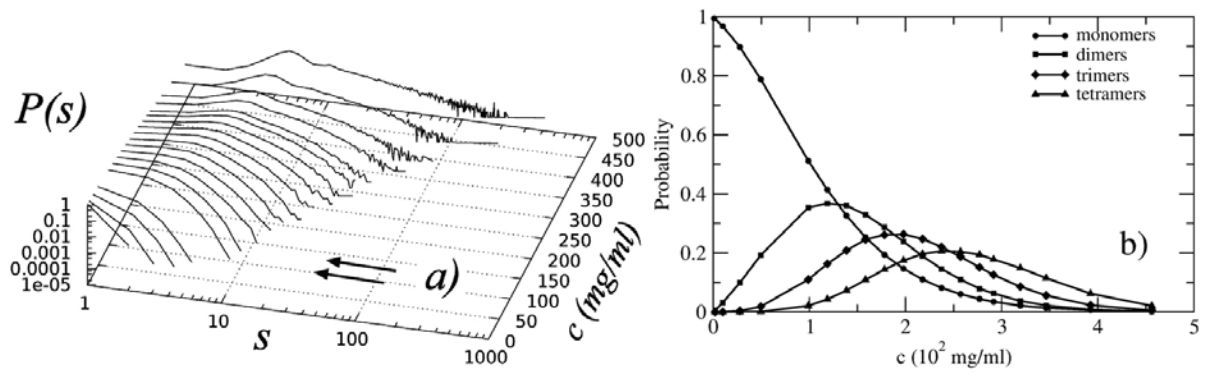 P(s)
1
0.1
0.01
0.001
0.0001
1e-05
1
10
100
1000
s
0
50
100
150
200
250
300
350
400
450
500
c (mg/ml)
a)
1
0.8
0.6
0.4
0.2
0
Probability
monomers
dimers
trimers
tetramers
b)
0 1 2 3 4 5
c (10² mg/ml)